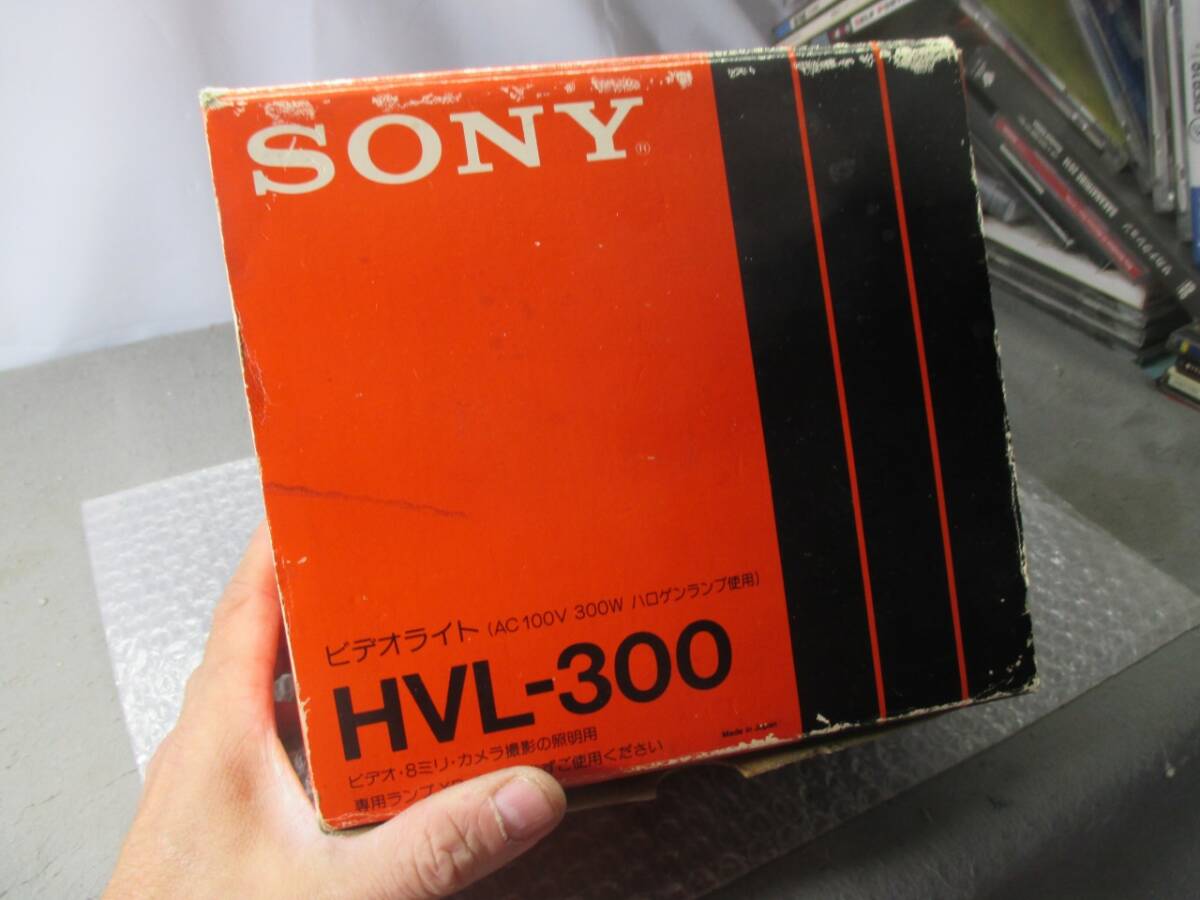 SONY®
ビデオライト (AC100V 300W ハロゲンランプ使用)
HVL-300
Made in Japan
ビデオ・8ミリ・カメラ撮影の照明用
専用ランプ ずご使用ください